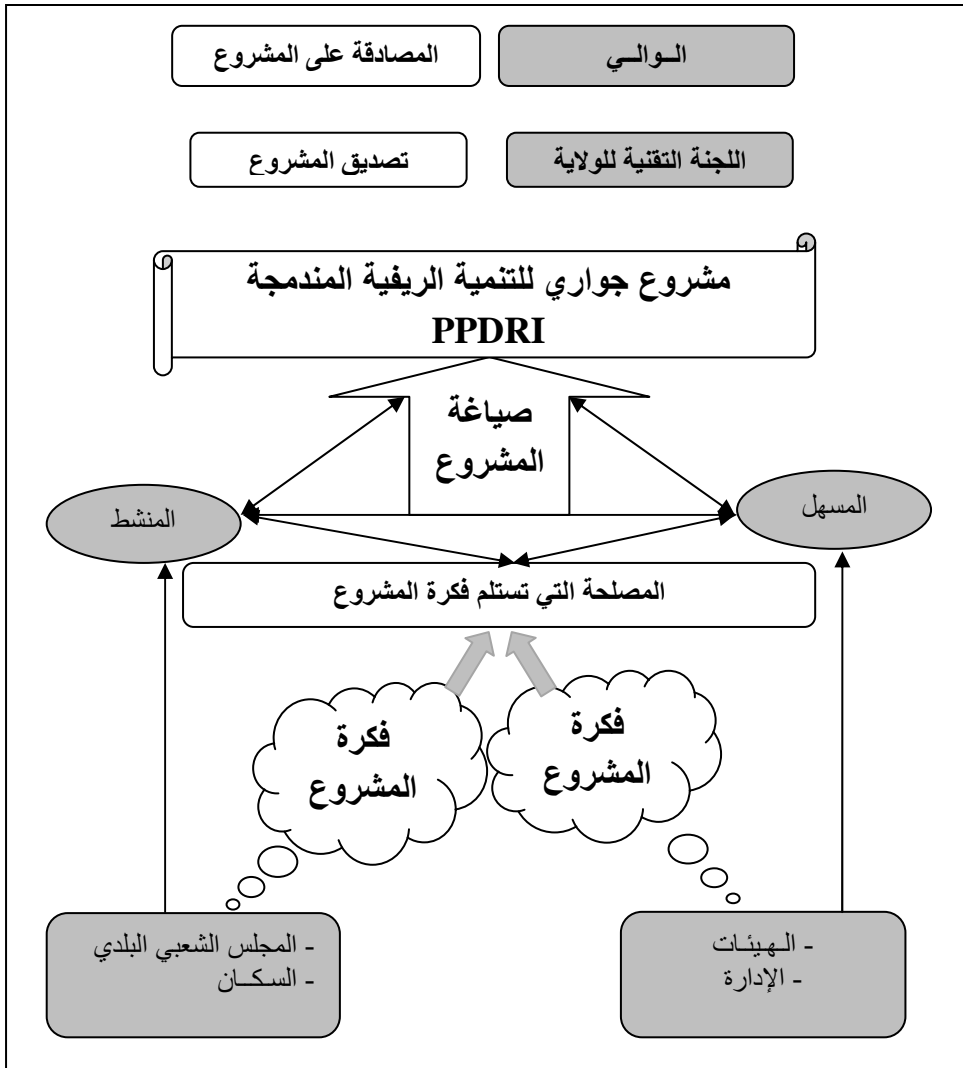 الـوالـي
المصادقة على المشروع
اللجنة التقنية للولاية
تصديق المشروع
مشروع جواري للتنمية الريفية المندمجة
PPDRI
صياغة
المشروع
المسهل
المنشط
المصلحة التي تستلم فكرة المشروع
فكرة
المشروع
فكرة
المشروع
- الـهيئـات
- الإدارة
- المجلس الشعبي البلدي
- السكــان